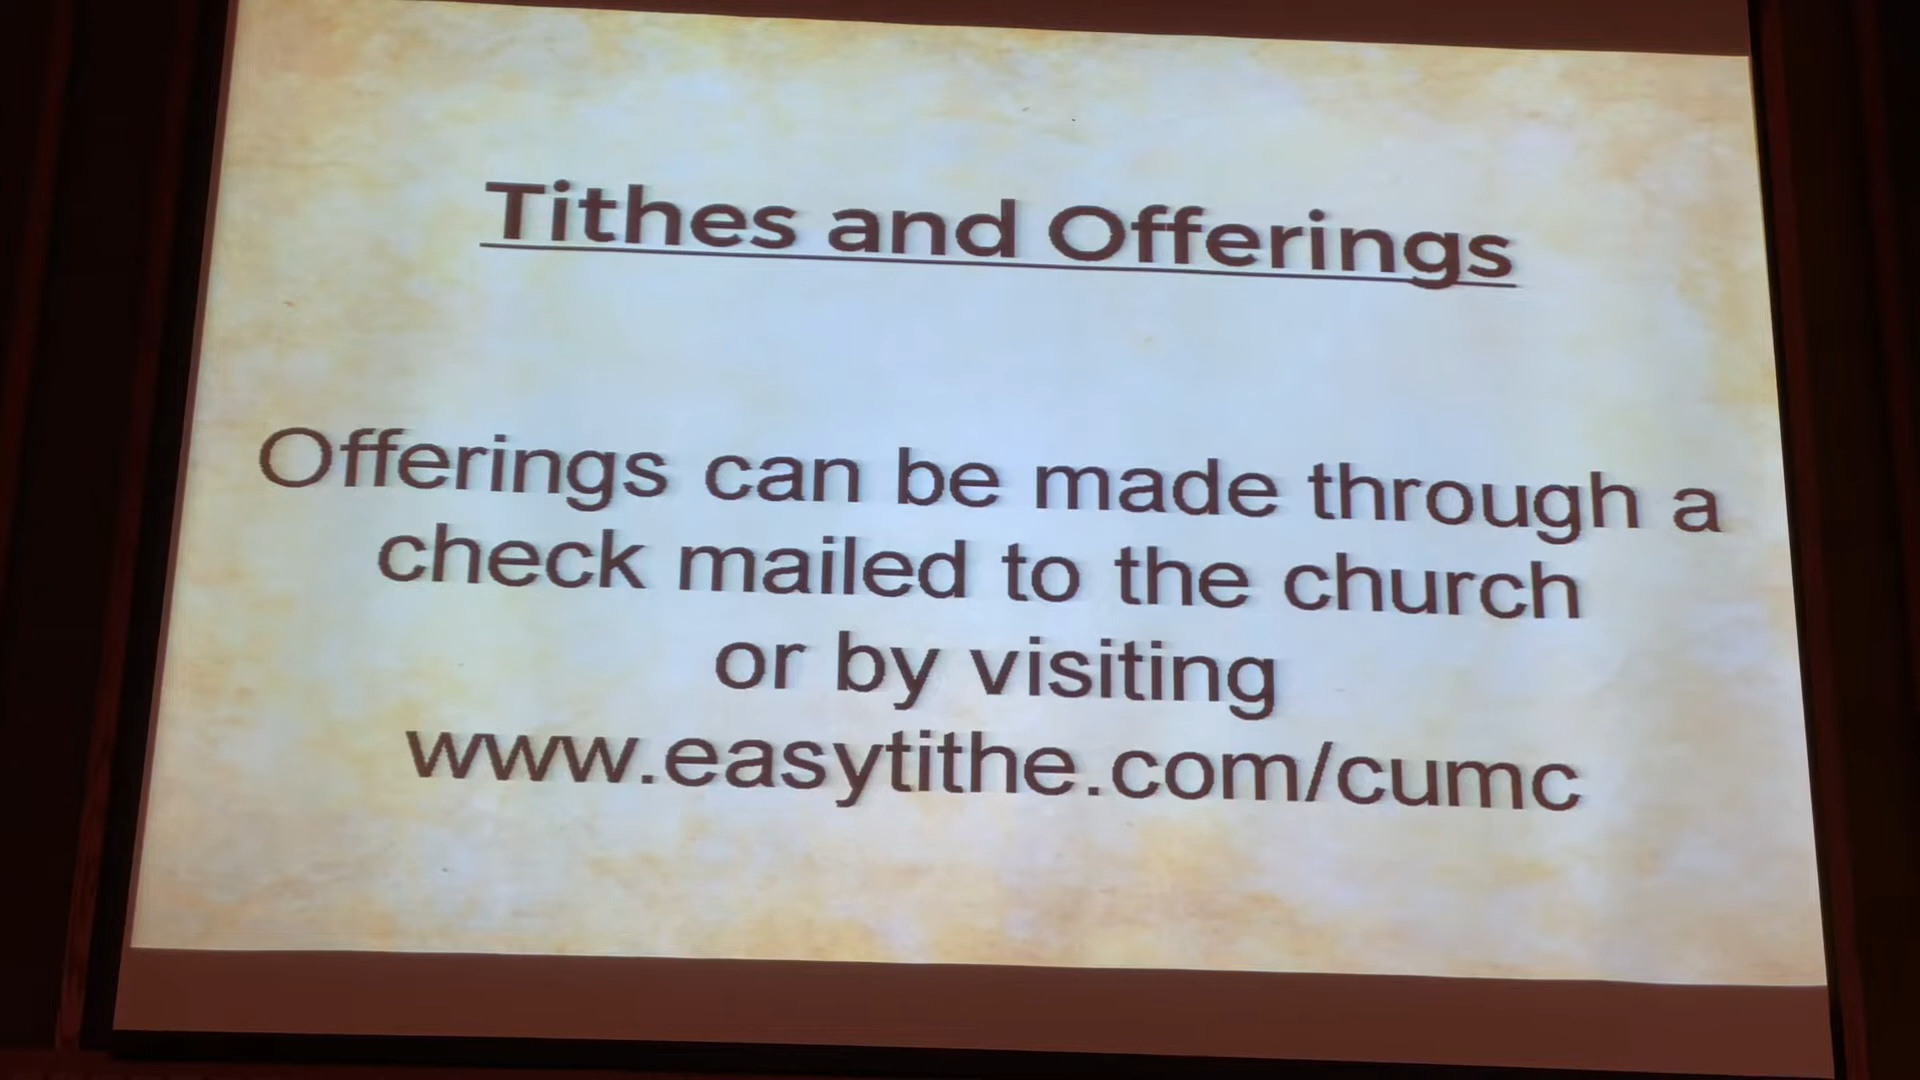 Tithes and Offerings
Offerings can be made through a
check mailed to the church
or by visiting
www.easytithe.com/cumc